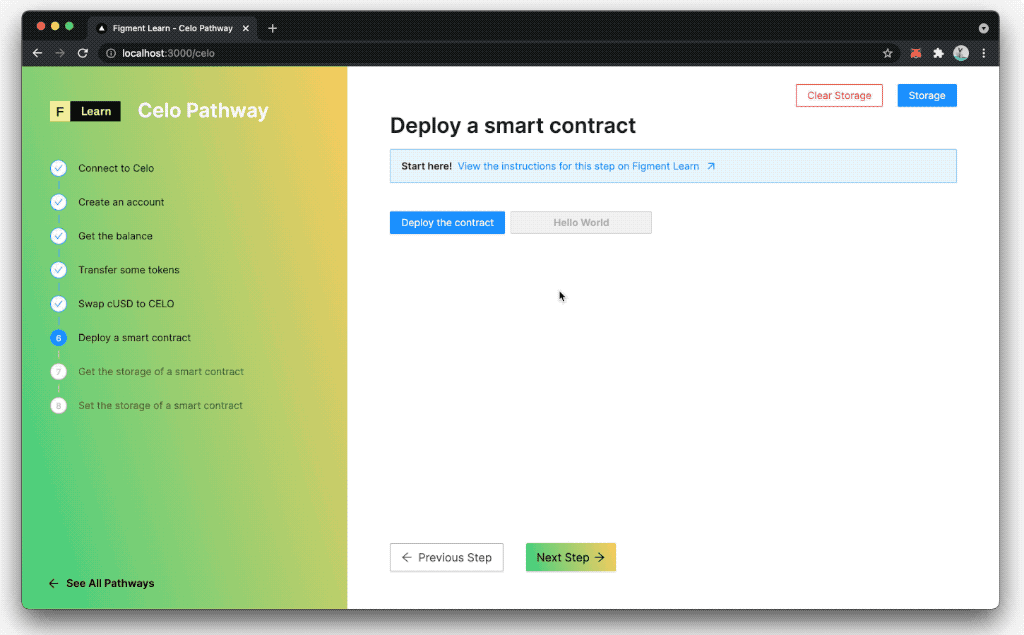 Figment Learn - Celo Pathway
localhost:3000/celo
F Learn
Celo Pathway
Connect to Celo
Create an account
Get the balance
Transfer some tokens
Swap cUSD to CELO
6 Deploy a smart contract
7 Get the storage of a smart contract
8 Set the storage of a smart contract
See All Pathways
Clear Storage
Storage
Deploy a smart contract
Start here! View the instructions for this step on Figment Learn
Deploy the contract
Hello World
Previous Step
Next Step